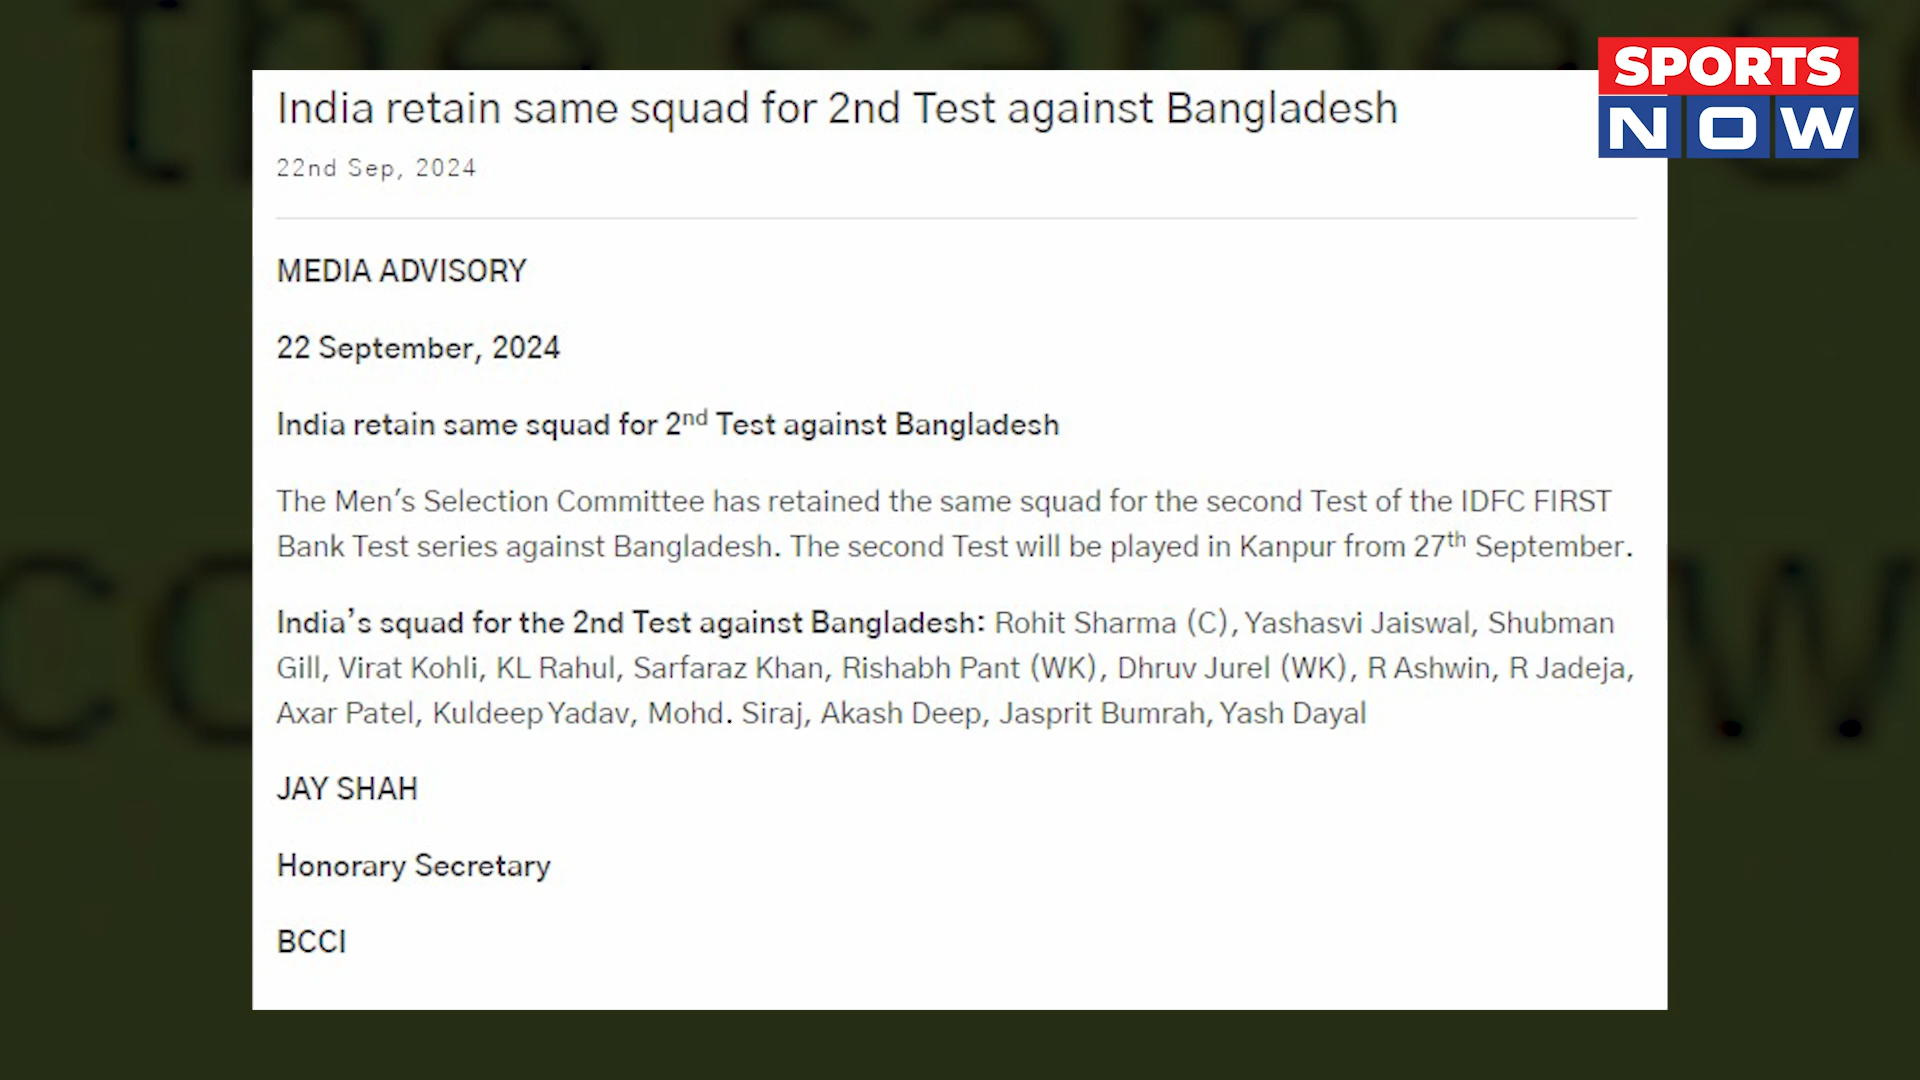 SPORTS
NOW
India retain same squad for 2nd Test against Bangladesh
22nd Sep, 2024
MEDIA ADVISORY
22 September, 2024
India retain same squad for 2nd Test against Bangladesh
The Men's Selection Committee has retained the same squad for the second Test of the IDFC FIRST
Bank Test series against Bangladesh. The second Test will be played in Kanpur from 27th September.
India's squad for the 2nd Test against Bangladesh: Rohit Sharma (C), Yashasvi Jaiswal, Shubman
Gill, Virat Kohli, KL Rahul, Sarfaraz Khan, Rishabh Pant (WK), Dhruv Jurel (WK), R Ashwin, R Jadeja,
Axar Patel, Kuldeep Yadav, Mohd. Siraj, Akash Deep, Jasprit Bumrah, Yash Dayal
JAY SHAH
Honorary Secretary
BCCI